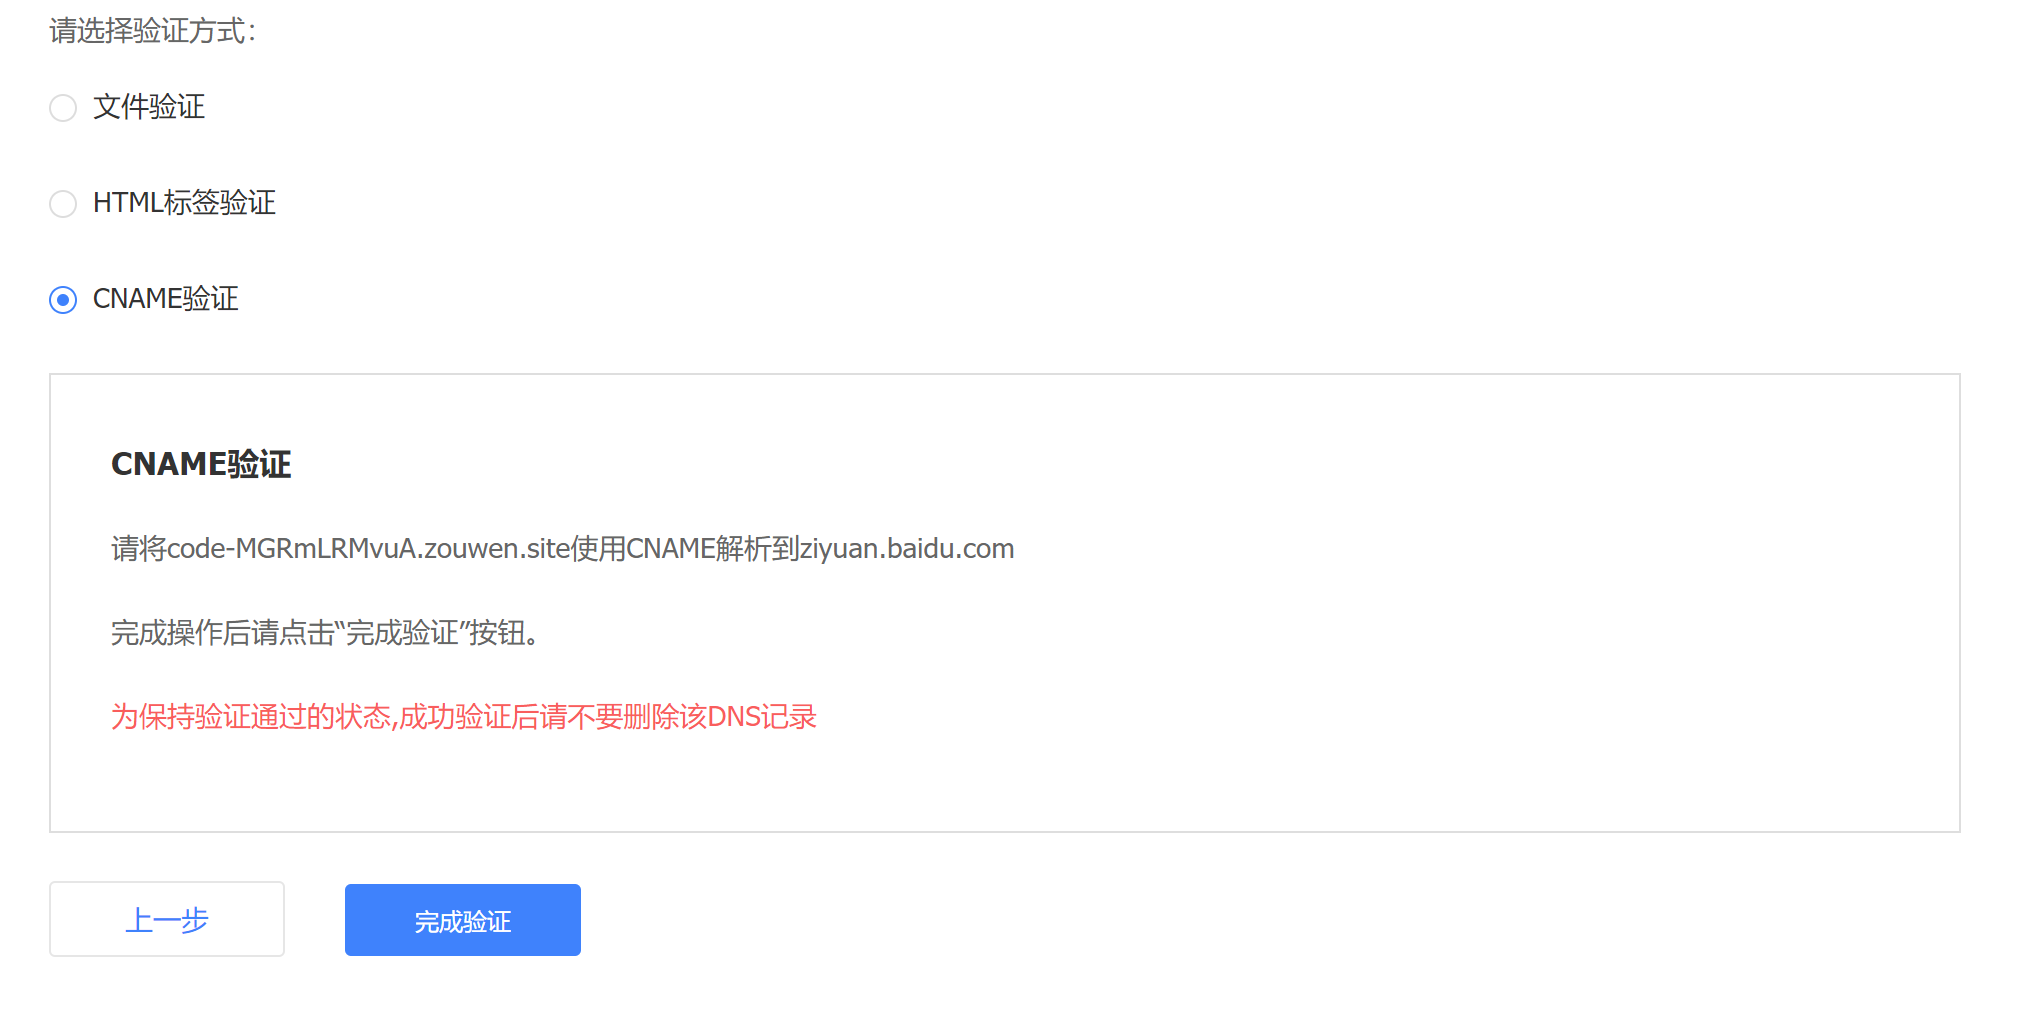 请选择验证方式：
文件验证
HTML标签验证
CNAME验证
CNAME验证
请将code-MGRmLRMvuA.zouwen.site使用CNAME解析到ziyuan.baidu.com
完成操作后请点击“完成验证”按钮。
为保持验证通过的状态,成功验证后请不要删除该DNS记录
上一步
完成验证